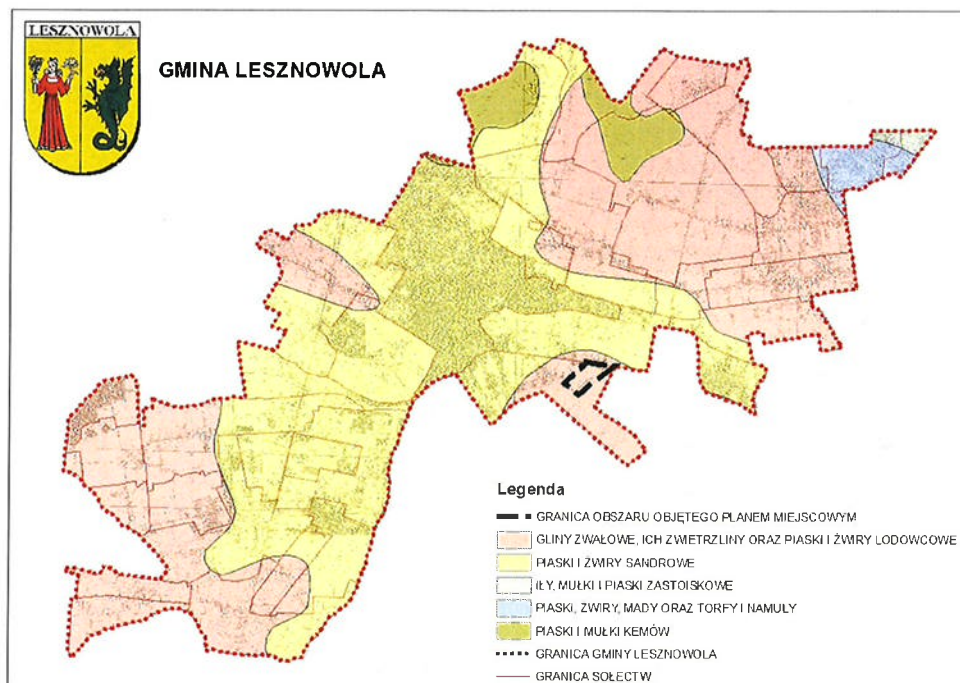 LESZNOWOLA
GMINA LESZNOWOLA
Legenda
GRANICA OBSZARU OBJĘTEGO PLANEM MIEJSCOWYM
GLINY ZWAŁOWE, ICH ZWIETRZLINY ORAZ PIASKI I ŻWIRY LODOWCOWE
PIASKI I ŻWIRY SANDROWE
IŁY, MUŁKI I PIASKI ZASTOISKOWE
PIASKI, ŻWIRY, MADY ORAZ TORFY I NAMUŁY
PIASKI I MUŁKI KEMÓW
GRANICA GMINY LESZNOWOLA
GRANICA SOŁECTW